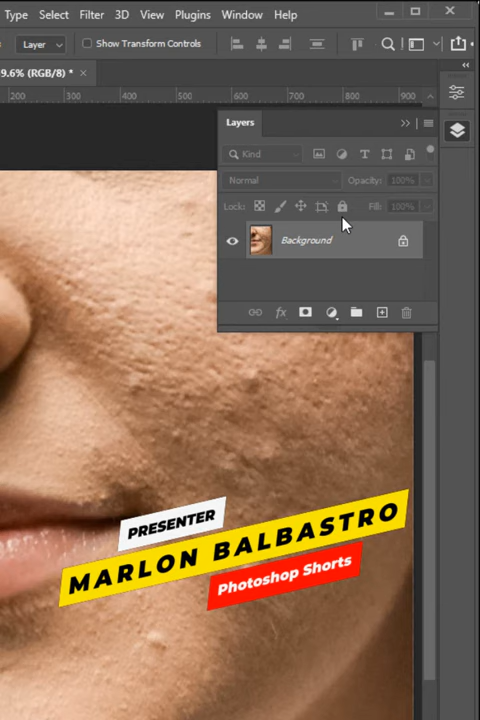 Type Select Filter 3D View Plugins Window Help
Layer Show Transform Controls
9.6% (RGB/8) * ×
200 300 400 500 600 700 800 900
Layers
Kind
Normal Opacity: 100%
Lock: Fill: 100%
Background
PRESENTER
MARLON BALBASTRO
Photoshop Shorts